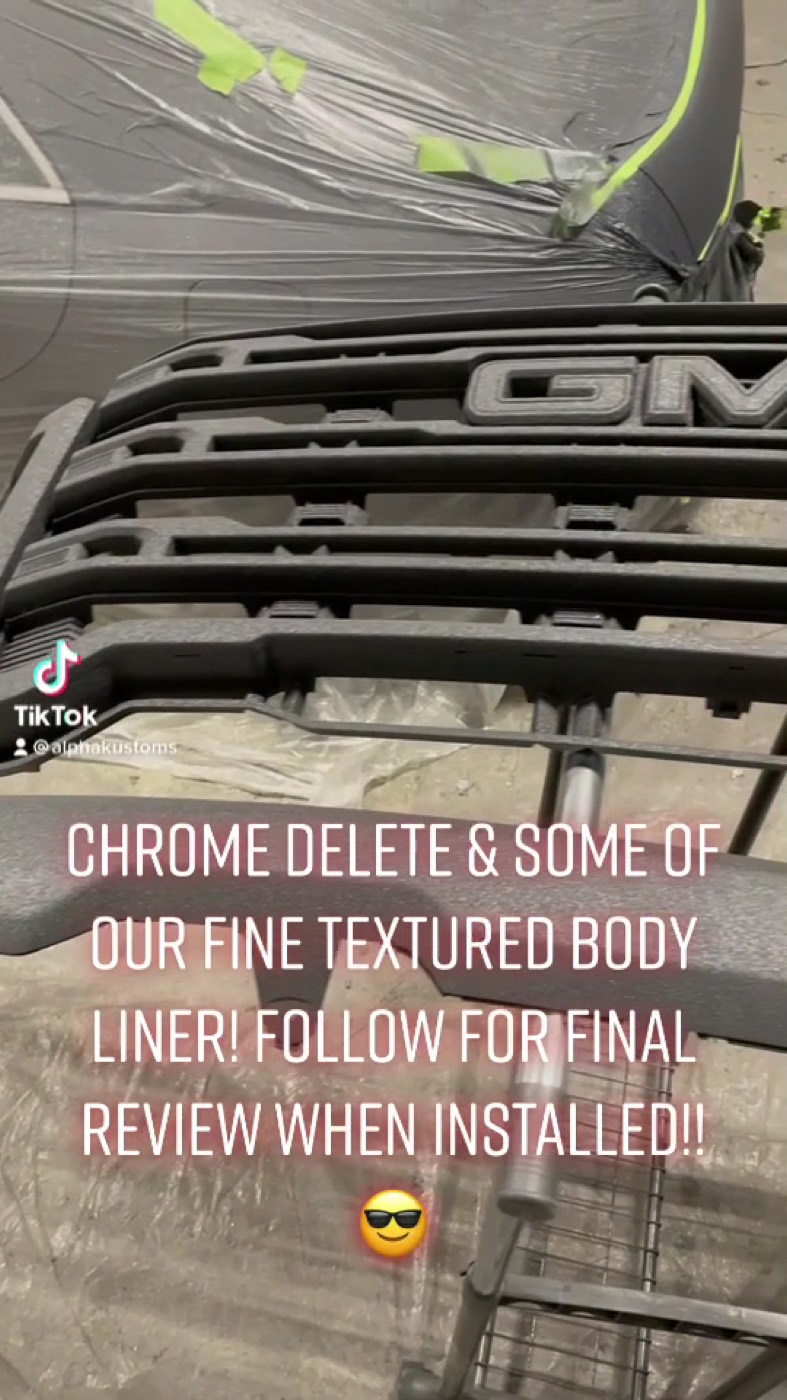 GM
TikTok
@alphakustoms
CHROME DELETE & SOME OF
OUR FINE TEXTURED BODY
LINER! FOLLOW FOR FINAL
REVIEW WHEN INSTALLED!!
😎